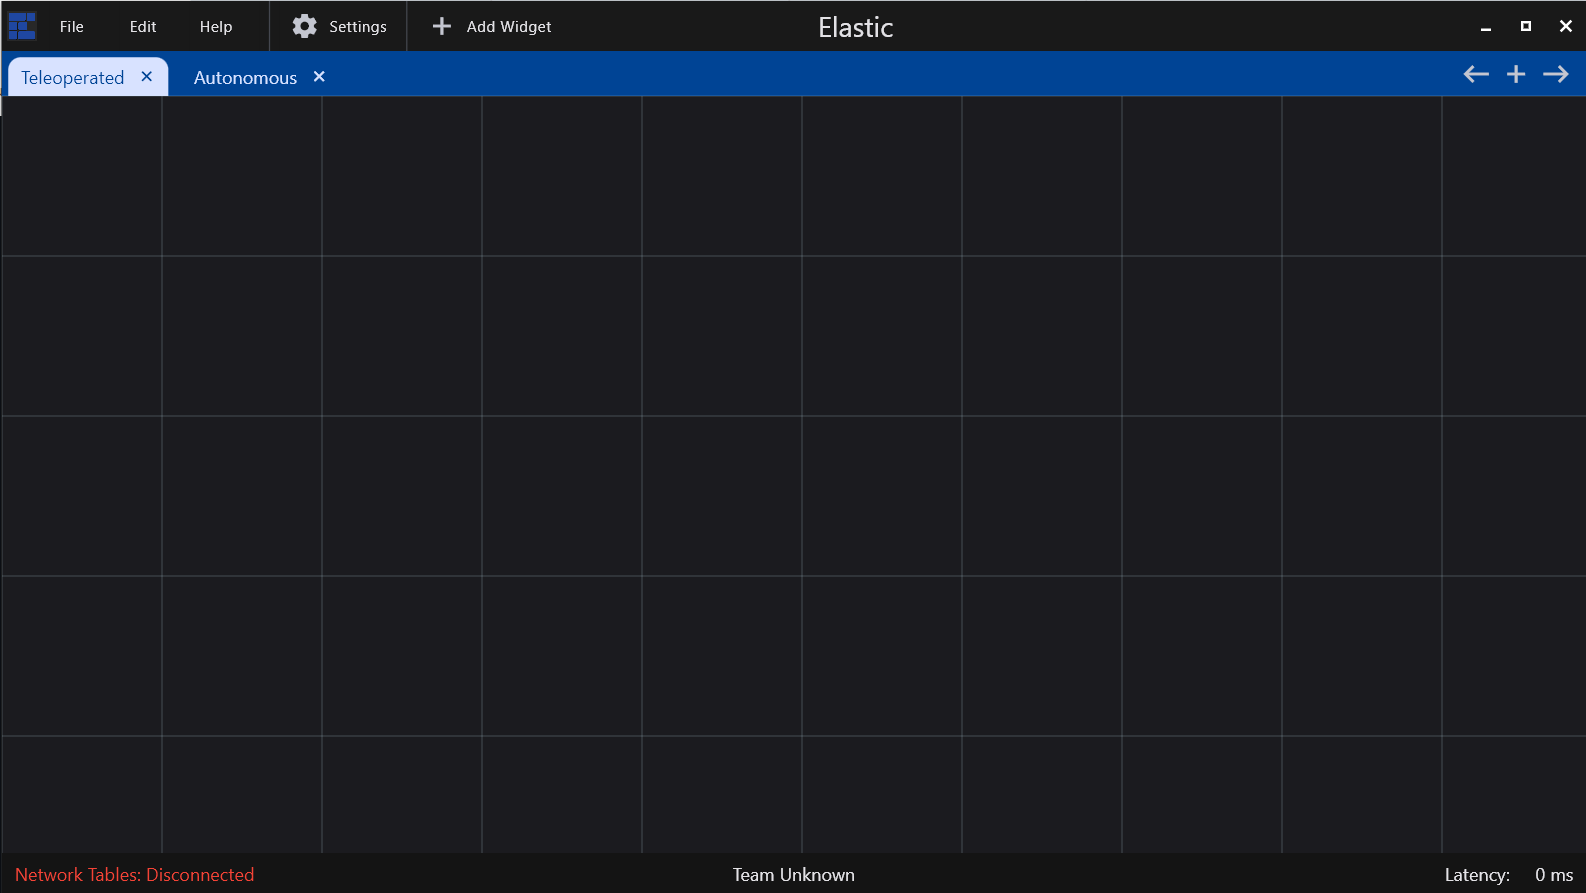 File Edit Help Settings Add Widget Elastic
Teleoperated Autonomous
Network Tables: Disconnected Team Unknown Latency: 0 ms